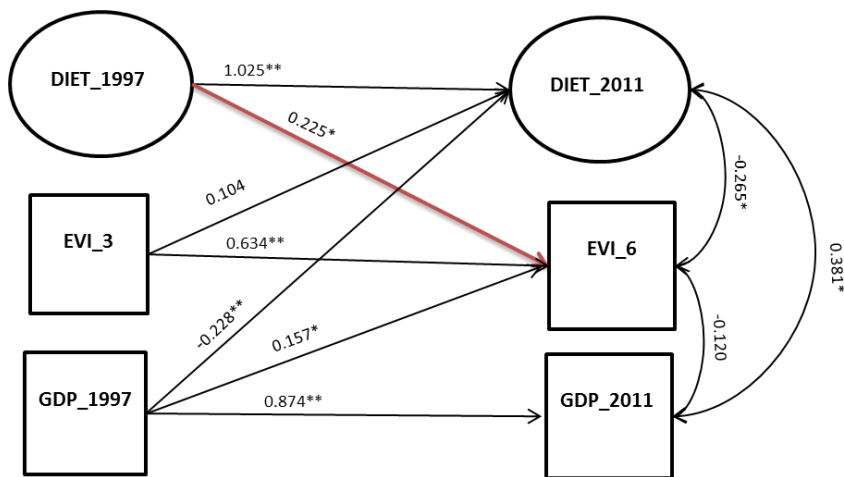 DIET_1997
1.025**
DIET_2011
0.225*
0.104
-0.265*
EVI_3
0.634**
EVI_6
0.381*
-0.228**
0.157*
-0.120
GDP_1997
0.874**
GDP_2011